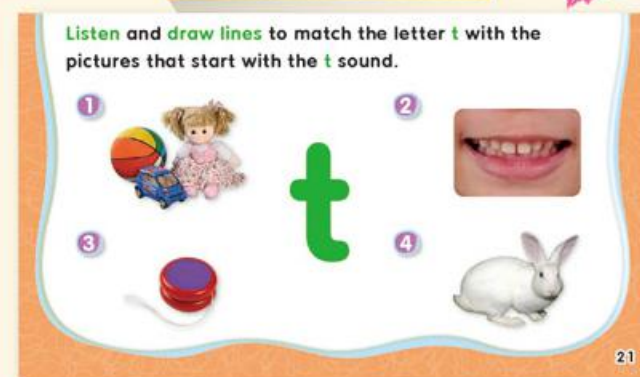 Listen and draw lines to match the letter t with the
pictures that start with the t sound.
1
2
t
3
4
21